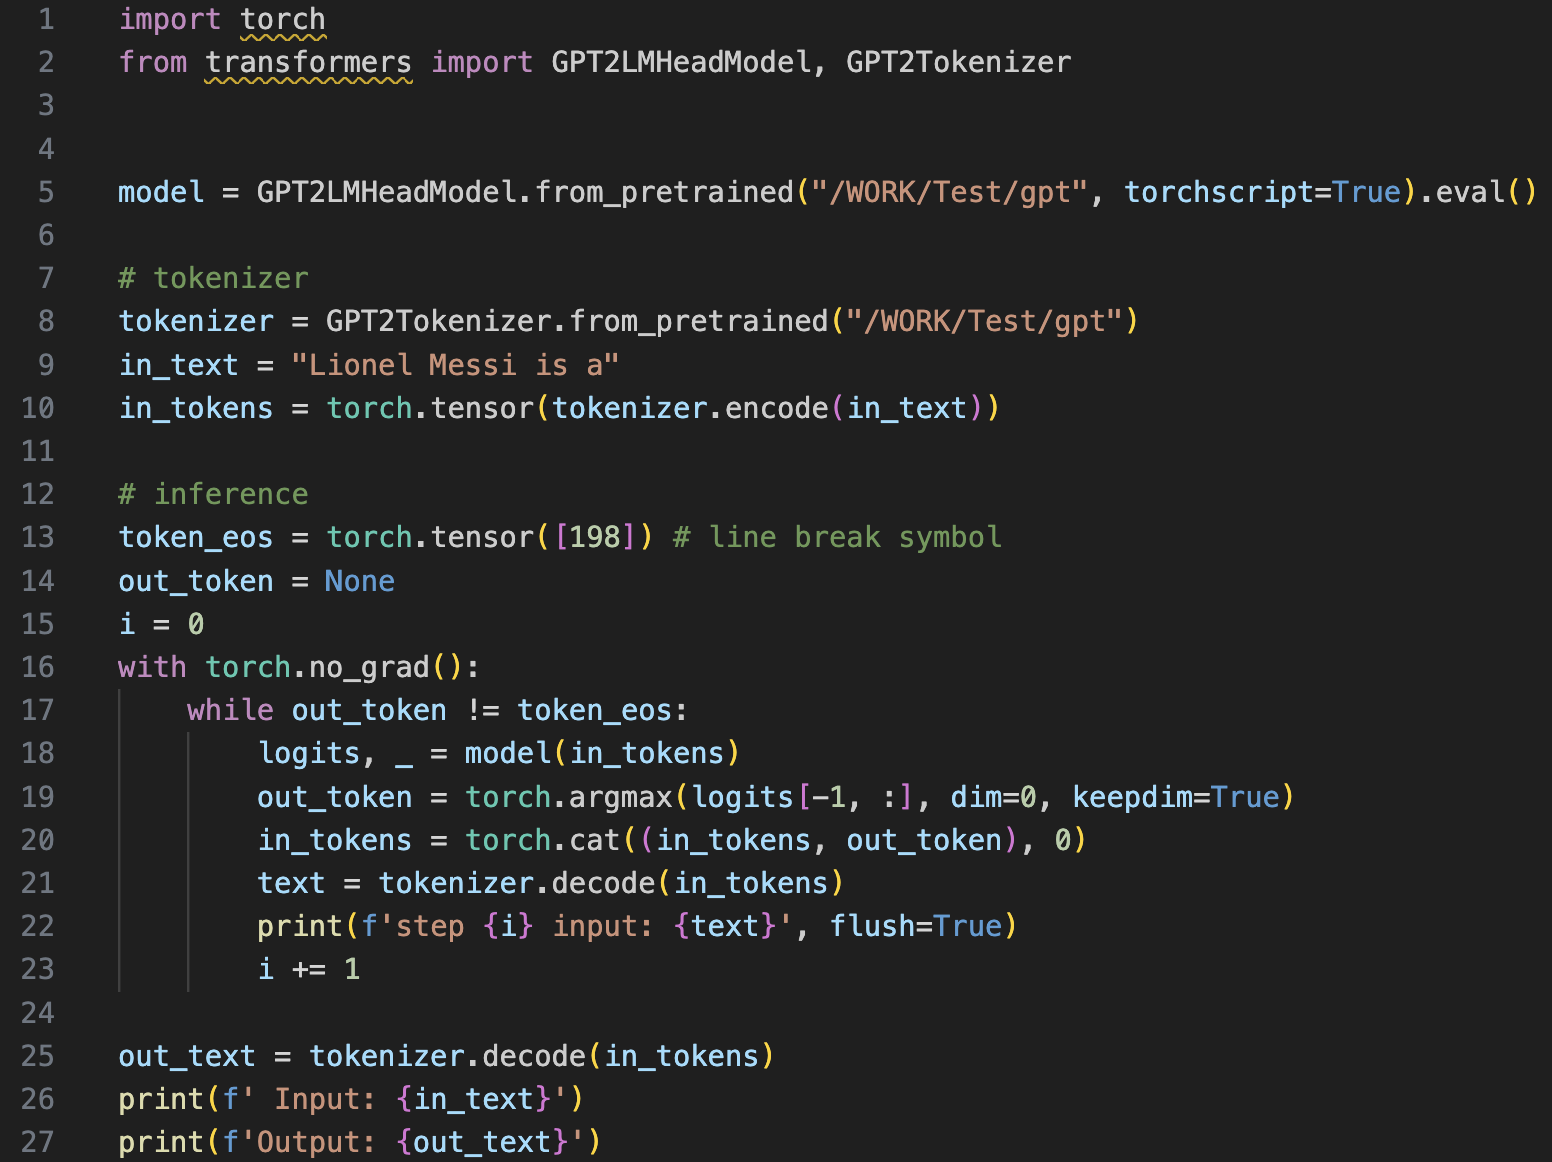 1 import torch
2 from transformers import GPT2LMHeadModel, GPT2Tokenizer
3
4
5 model = GPT2LMHeadModel.from_pretrained("/WORK/Test/gpt", torchscript=True).eval()
6
7 # tokenizer
8 tokenizer = GPT2Tokenizer.from_pretrained("/WORK/Test/gpt")
9 in_text = "Lionel Messi is a"
10 in_tokens = torch.tensor(tokenizer.encode(in_text))
11
12 # inference
13 token_eos = torch.tensor([198]) # line break symbol
14 out_token = None
15 i = 0
16 with torch.no_grad():
17     while out_token != token_eos:
18         logits, _ = model(in_tokens)
19         out_token = torch.argmax(logits[-1, :], dim=0, keepdim=True)
20         in_tokens = torch.cat((in_tokens, out_token), 0)
21         text = tokenizer.decode(in_tokens)
22         print(f'step {i} input: {text}', flush=True)
23         i += 1
24
25 out_text = tokenizer.decode(in_tokens)
26 print(f' Input: {in_text}')
27 print(f'Output: {out_text}')